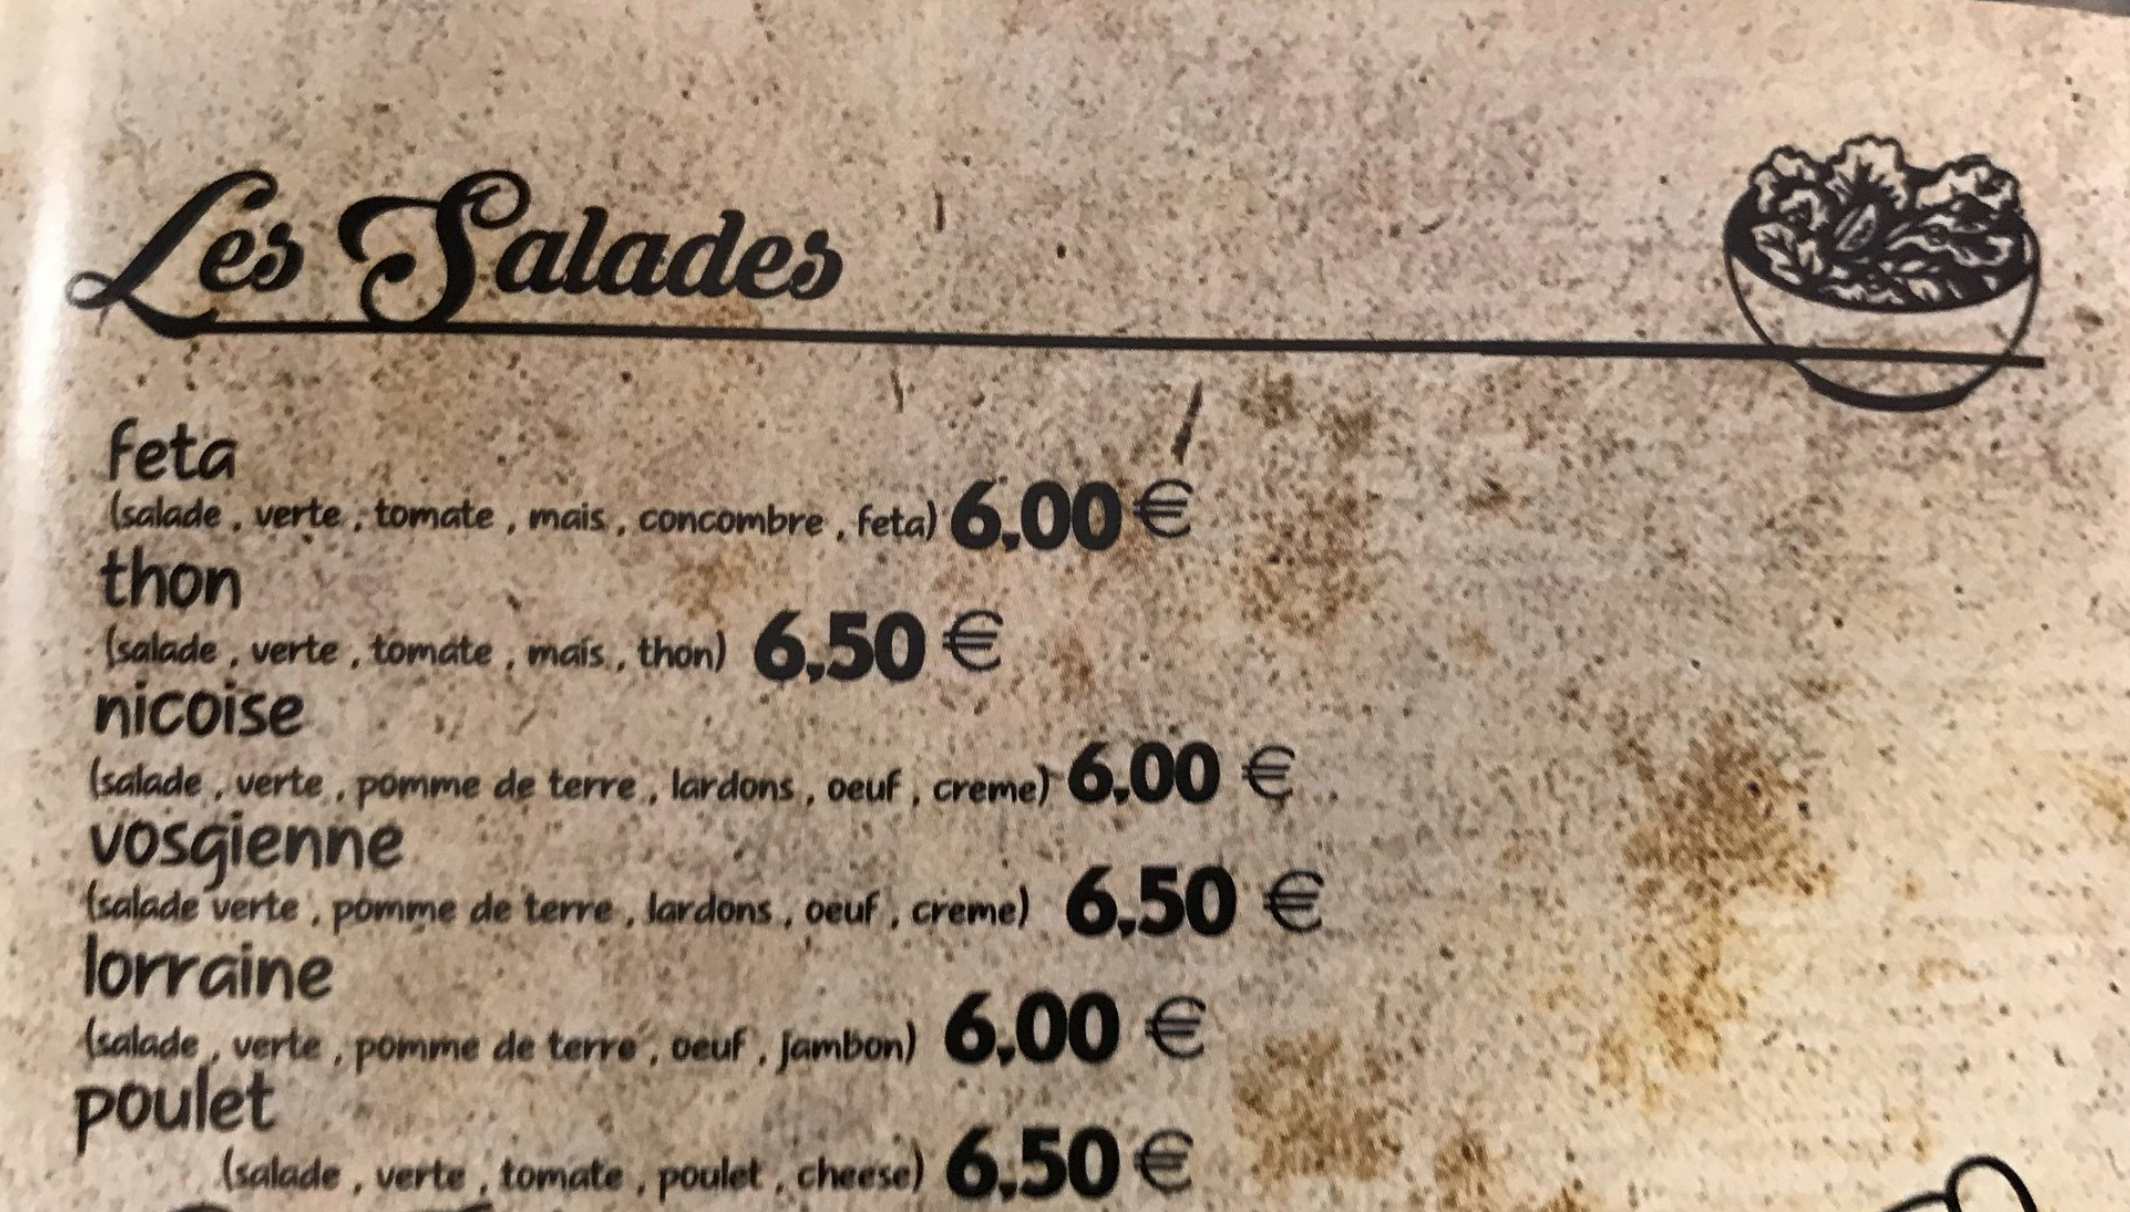 Les Salades
feta
(salade , verte , tomate , mais , concombre , feta) 6,00 €
thon
(salade , verte , tomate , mais , thon) 6,50 €
nicoise
(salade , verte , pomme de terre , lardons , oeuf , creme) 6,00 €
vosgienne
(salade verte , pomme de terre , lardons , oeuf , creme) 6,50 €
lorraine
(salade , verte , pomme de terre , oeuf , jambon) 6,00 €
poulet
(salade , verte , tomate , poulet , cheese) 6,50 €